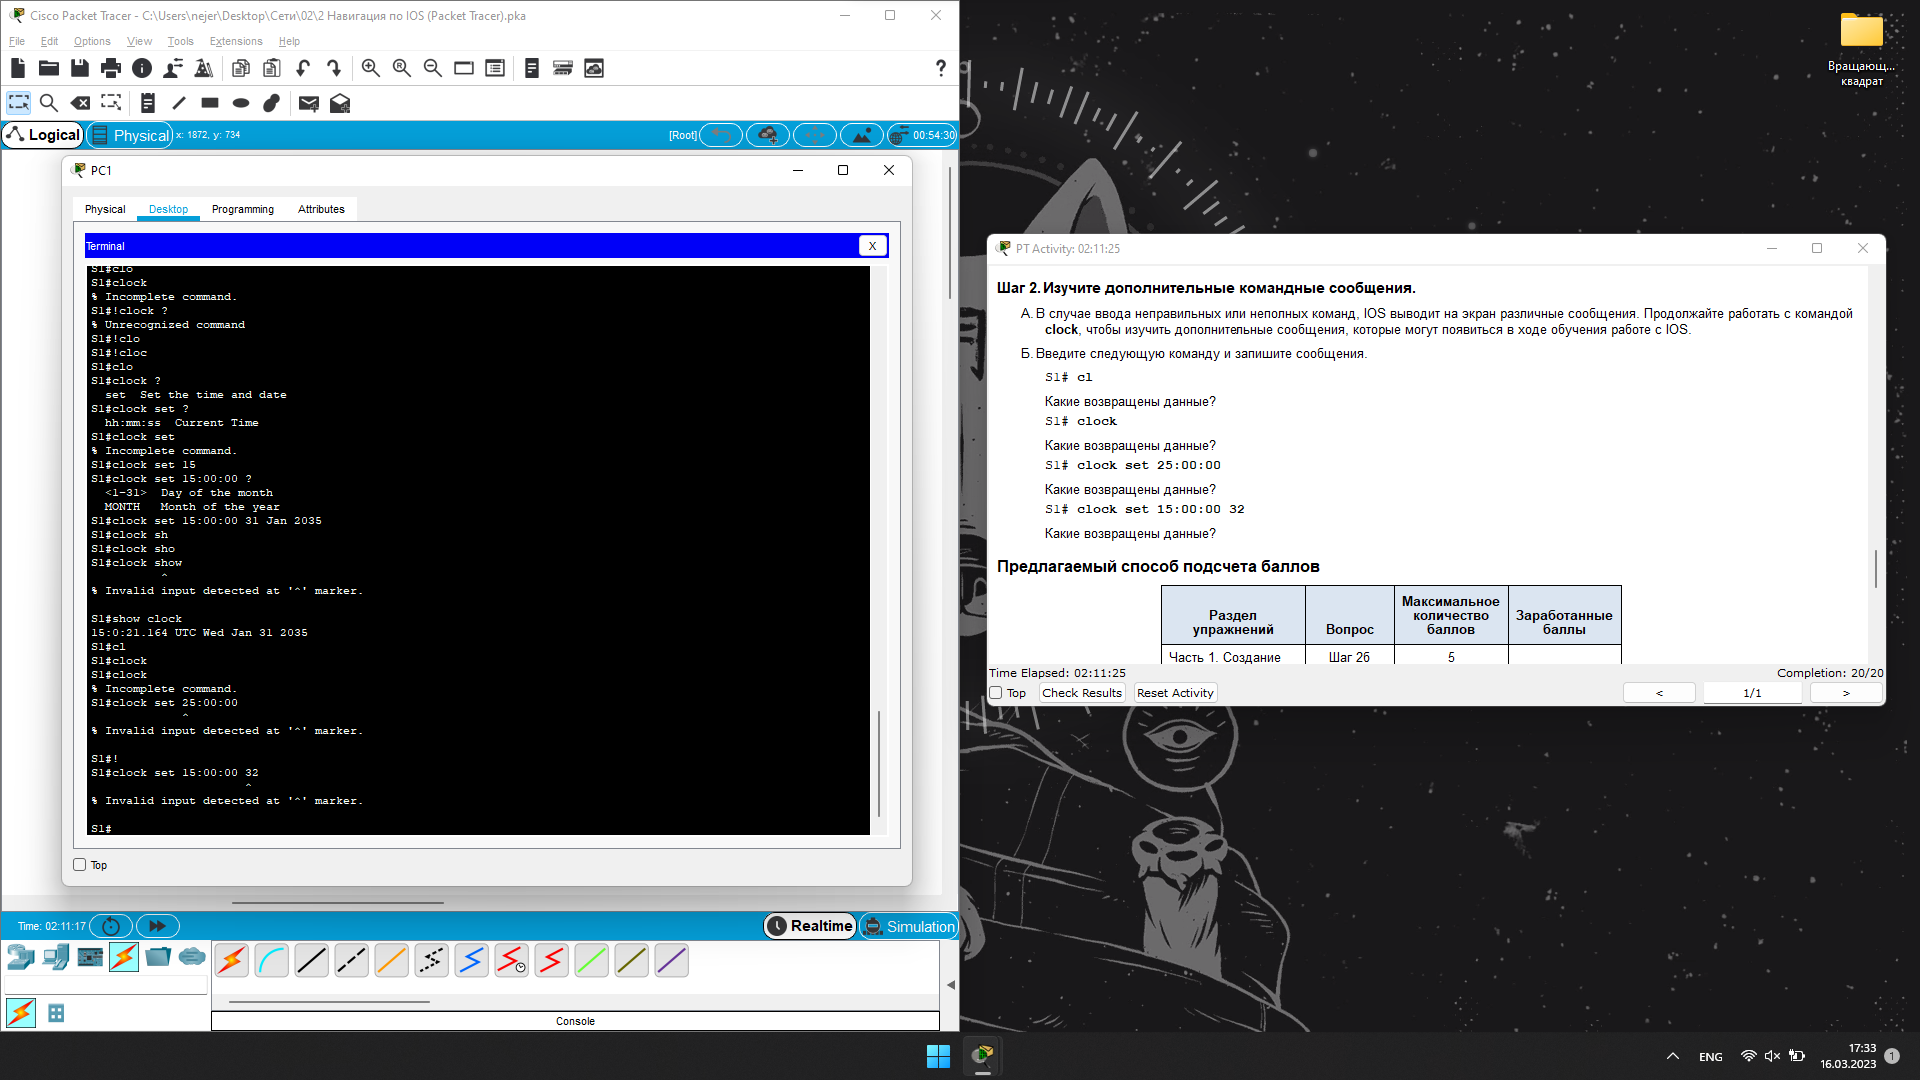 Cisco Packet Tracer - C:\Users\nejer\Desktop\Сети\02\2 Навигация по IOS (Packet Tracer).pka
File Edit Options View Tools Extensions Help
Logical Physical x: 1872, y: 734 [Root] 00:54:30
PC1
Physical Desktop Programming Attributes
Terminal X
S1#clo
S1#clock
% Incomplete command.
S1#!clock ?
% Unrecognized command
S1#!clo
S1#!cloc
S1#clo
S1#clock ?
set Set the time and date
S1#clock set ?
hh:mm:ss Current Time
S1#clock set
% Incomplete command.
S1#clock set 15
S1#clock set 15:00:00 ?
<1-31> Day of the month
MONTH Month of the year
S1#clock set 15:00:00 31 Jan 2035
S1#clock sh
S1#clock sho
S1#clock show
^
% Invalid input detected at '^' marker.
S1#show clock
15:0:21.164 UTC Wed Jan 31 2035
S1#cl
S1#clock
S1#clock
% Incomplete command.
S1#clock set 25:00:00
^
% Invalid input detected at '^' marker.
S1#!
S1#clock set 15:00:00 32
^
% Invalid input detected at '^' marker.
S1#
Top
Time: 02:11:17 Realtime Simulation
Console
Вращающ...
квадрат
PT Activity: 02:11:25
Шаг 2. Изучите дополнительные командные сообщения.
А. В случае ввода неправильных или неполных команд, IOS выводит на экран различные сообщения. Продолжайте работать с командой
clock, чтобы изучить дополнительные сообщения, которые могут появиться в ходе обучения работе с IOS.
Б. Введите следующую команду и запишите сообщения.
S1# cl
Какие возвращены данные?
S1# clock
Какие возвращены данные?
S1# clock set 25:00:00
Какие возвращены данные?
S1# clock set 15:00:00 32
Какие возвращены данные?
Предлагаемый способ подсчета баллов
Раздел упражнений Вопрос Максимальное количество баллов Заработанные баллы
Часть 1. Создание Шаг 2б 5
Time Elapsed: 02:11:25 Completion: 20/20
Top Check Results Reset Activity < 1/1 >
ENG 17:33 1
16.03.2023